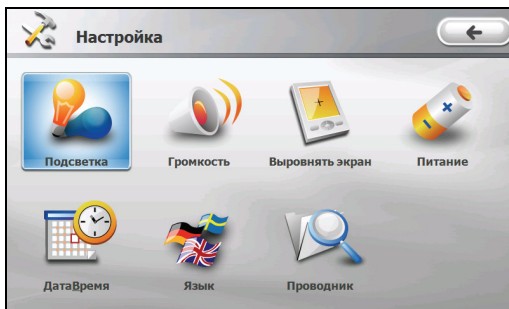 Настройка
Подсветка
Громкость
Выровнять экран
Питание
ДатаВремя
Язык
Проводник